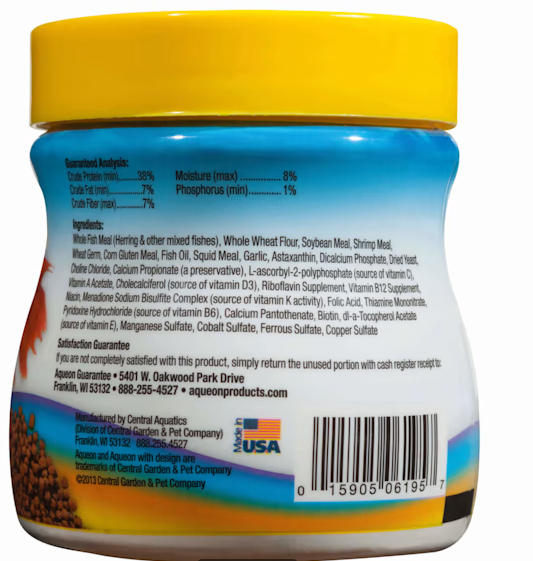 Guaranteed Analysis:
Crude Protein (min).......38% Moisture (max) ............... 8%
Crude Fat (min)..............7% Phosphorus (min)............ 1%
Crude Fiber (max)..........7%
Ingredients:
Whole Fish Meal (Herring & other mixed fishes), Whole Wheat Flour, Soybean Meal, Shrimp Meal,
Wheat Germ, Corn Gluten Meal, Fish Oil, Squid Meal, Garlic, Astaxanthin, Dicalcium Phosphate, Dried Yeast,
Choline Chloride, Calcium Propionate (a preservative), L-ascorbyl-2-polyphosphate (source of vitamin C),
Vitamin A Acetate, Cholecalciferol (source of vitamin D3), Riboflavin Supplement, Vitamin B12 Supplement,
Niacin, Menadione Sodium Bisulfite Complex (source of vitamin K activity), Folic Acid, Thiamine Mononitrate,
Pyridoxine Hydrochloride (source of vitamin B6), Calcium Pantothenate, Biotin, dl-a-Tocopherol Acetate
(source of vitamin E), Manganese Sulfate, Cobalt Sulfate, Ferrous Sulfate, Copper Sulfate
Satisfaction Guarantee
If you are not completely satisfied with this product, simply return the unused portion with cash register receipt to:
Aqueon Guarantee • 5401 W. Oakwood Park Drive
Franklin, WI 53132 • 888-255-4527 • aqueonproducts.com
Manufactured by Central Aquatics
(Division of Central Garden & Pet Company)
Franklin, WI 53132 888.255.4527
Aqueon and Aqueon with design are
trademarks of Central Garden & Pet Company
©2013 Central Garden & Pet Company
Made in
USA
0 15905 06195 7